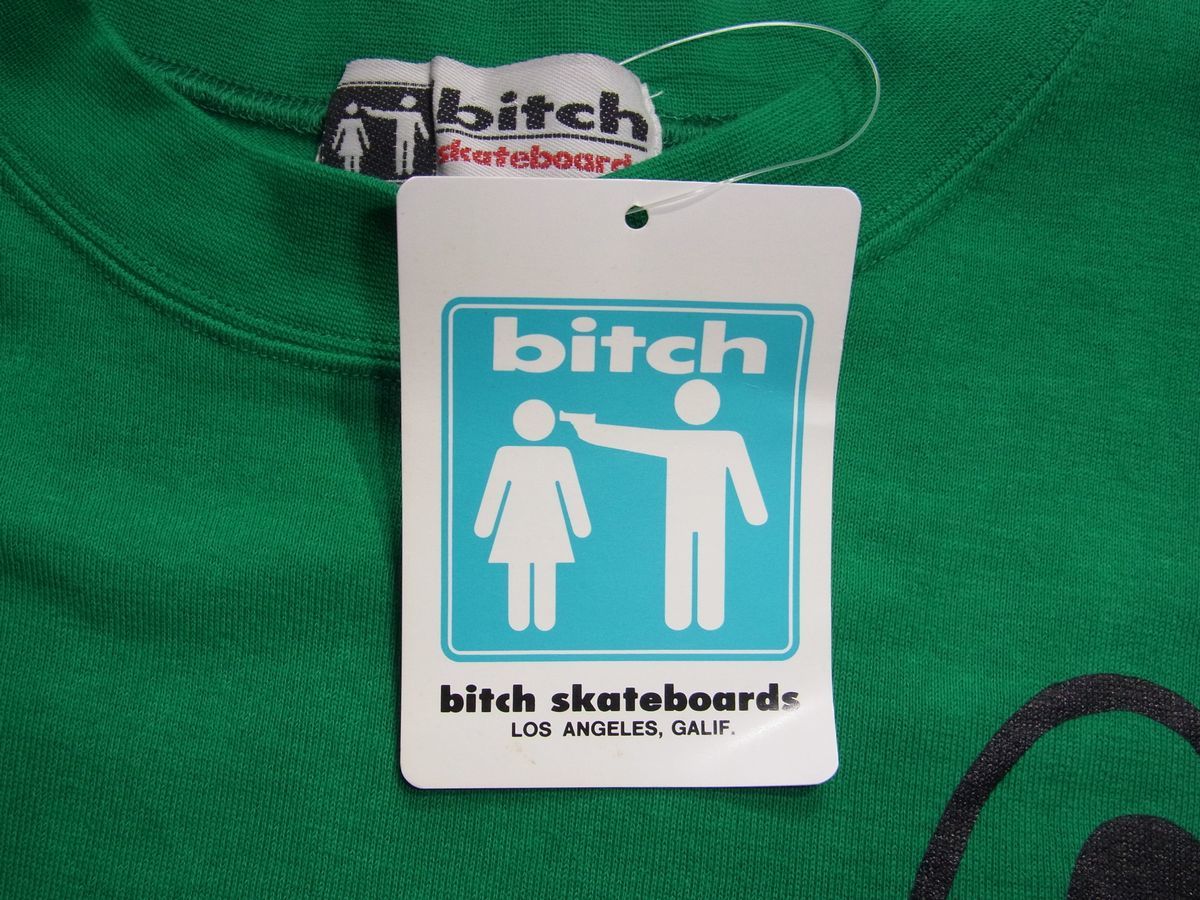 bitch
skateboard
bitch
bitch skateboards
LOS ANGELES, GALIF.